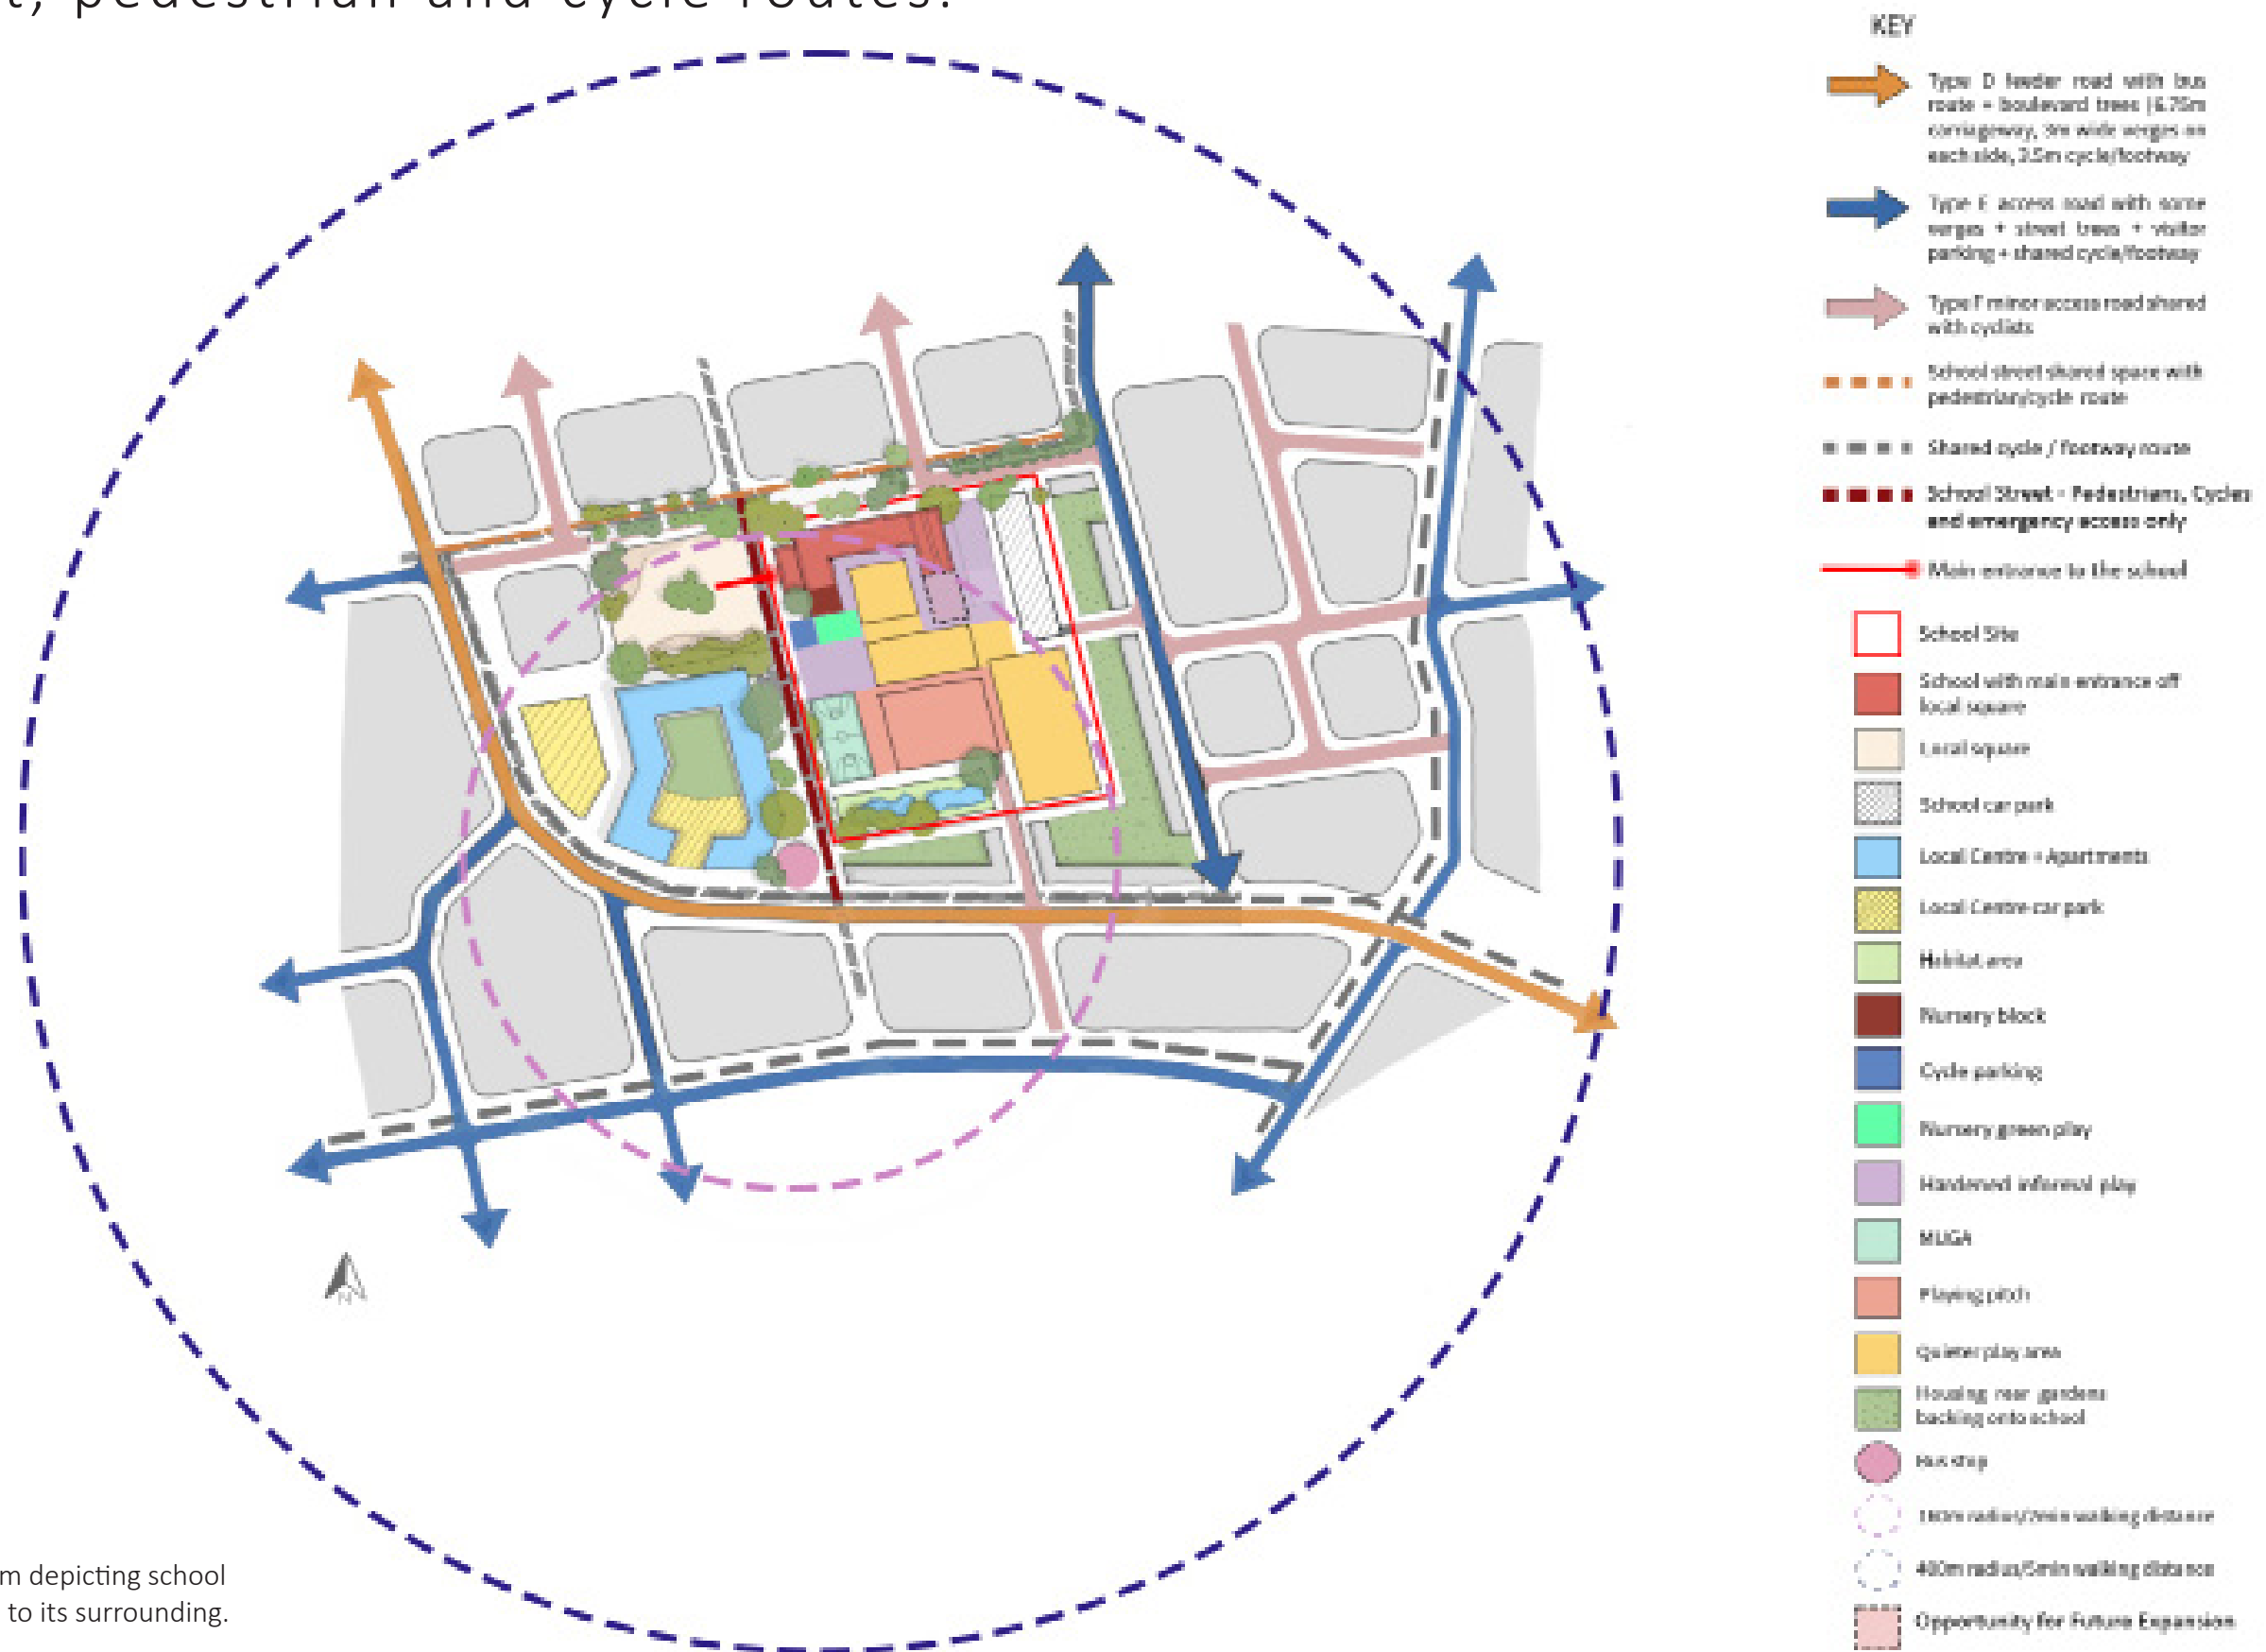 t, pedestrian and cycle routes.
KEY
Type D feeder road with bus
route + boulevard trees (6.75m
carriageway, 3m wide verges on
each side, 3.5m cycle/footway
Type E access road with some
verges + street trees + visitor
parking + shared cycle/footway
Type F minor access road shared
with cyclists
School street shared space with
pedestrian/cycle route
Shared cycle / footway route
School Street - Pedestrians, Cycles
and emergency access only
Main entrance to the school
School Site
School with main entrance off
local square
Local square
School car park
Local Centre + Apartments
Local Centre car park
Habitat area
Nursery block
Cycle parking
Nursery green play
Hardened informal play
MUGA
Playing pitch
Quieter play area
Housing rear gardens
backing onto school
Bus stop
160m radius/2min walking distance
400m radius/5min walking distance
Opportunity for Future Expansion
N
m depicting school
to its surrounding.